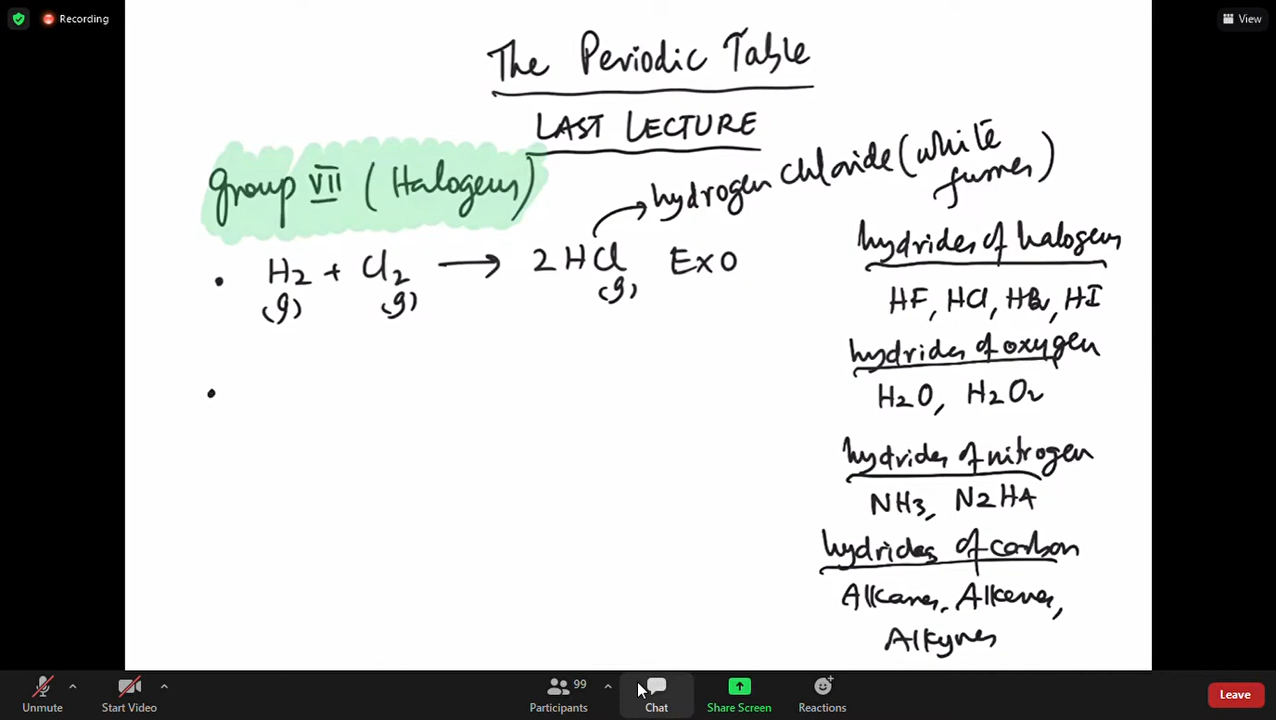 Recording
View
The Periodic Table
LAST LECTURE
Group VII (Halogens)
hydrogen chloride (white
fumes)
• H2 + Cl2 → 2HCl Exo
(g) (g) (g)
•
hydrides of halogens
HF, HCl, HBr, HI
hydrides of oxygen
H2O, H2O2
hydrides of nitrogen
NH3, N2H4
hydrides of carbon
Alkanes, Alkenes,
Alkynes
Unmute
Start Video
99
Participants
Chat
Share Screen
Reactions
Leave